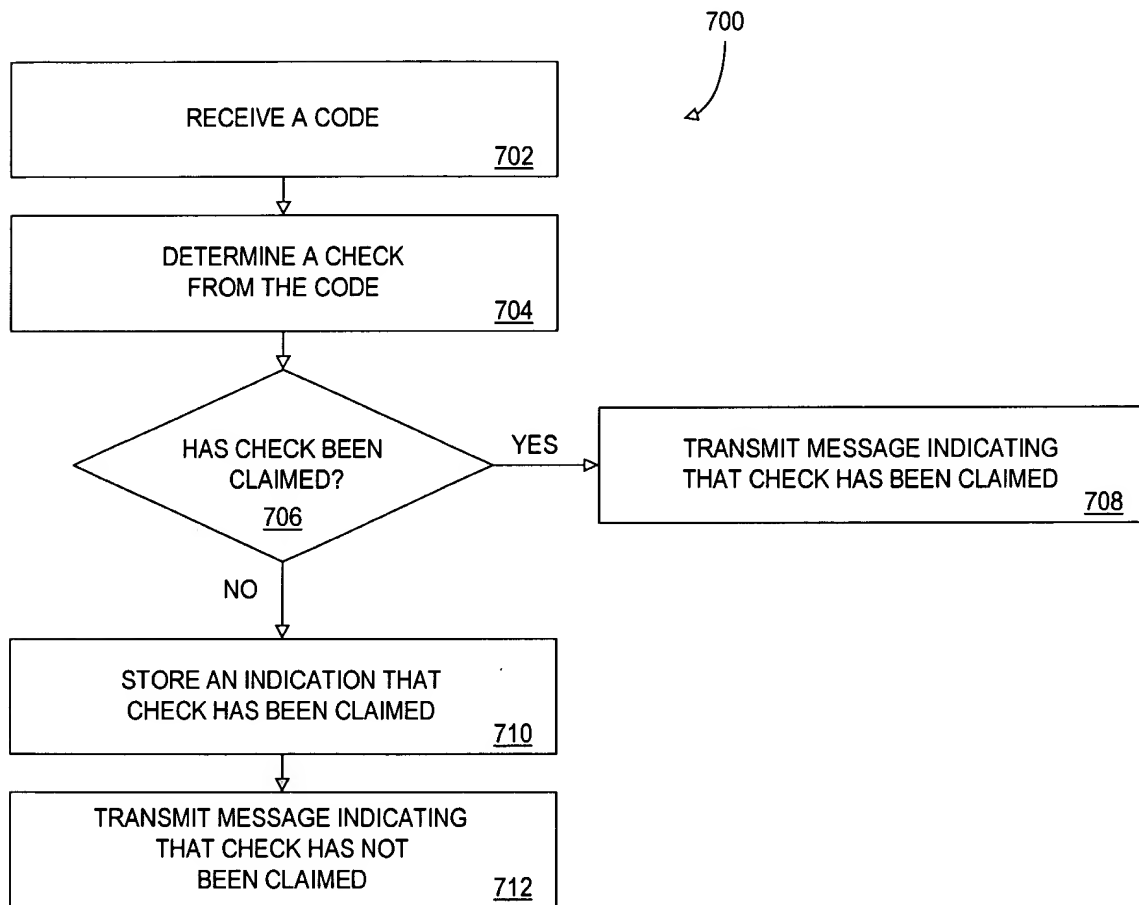 700
RECEIVE A CODE
702
DETERMINE A CHECK
FROM THE CODE
704
HAS CHECK BEEN
CLAIMED?
706
YES
TRANSMIT MESSAGE INDICATING
THAT CHECK HAS BEEN CLAIMED
708
NO
STORE AN INDICATION THAT
CHECK HAS BEEN CLAIMED
710
TRANSMIT MESSAGE INDICATING
THAT CHECK HAS NOT
BEEN CLAIMED
712